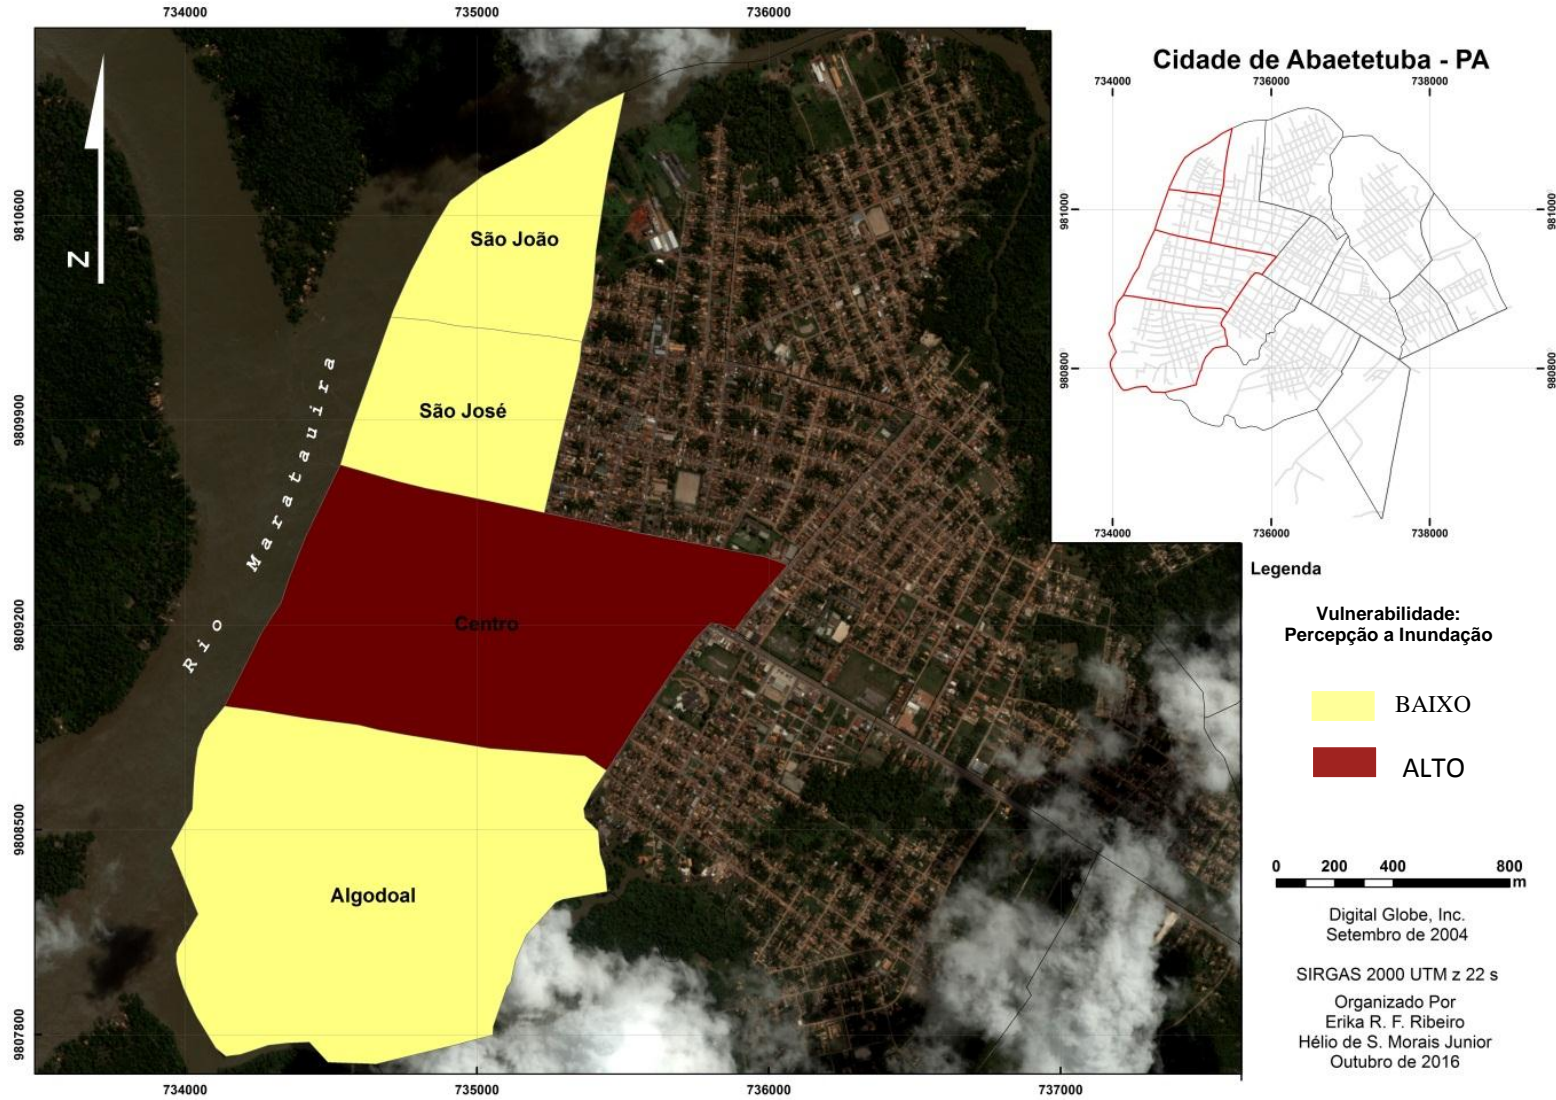 734000 735000 736000
9810600
9809900
9809200
9808500
9807800
Z
São João
São José
Centro
Algodoal
Rio Maratauira
734000 735000 736000 737000
Cidade de Abaetetuba - PA
734000 736000 738000
981000 981000
980800 980800
734000 736000 738000
Legenda
Vulnerabilidade:
Percepção a Inundação
BAIXO
ALTO
0 200 400 800
m
Digital Globe, Inc.
Setembro de 2004
SIRGAS 2000 UTM z 22 s
Organizado Por
Erika R. F. Ribeiro
Hélio de S. Morais Junior
Outubro de 2016